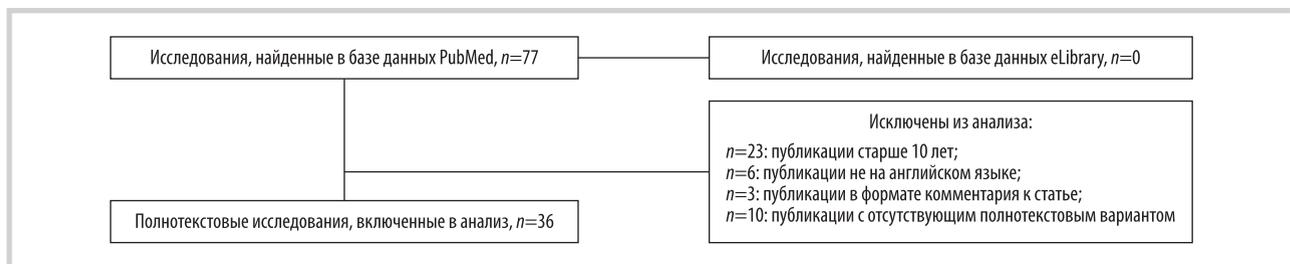 Исследования, найденные в базе данных PubMed, n=77
Исследования, найденные в базе данных eLibrary, n=0
Исключены из анализа:
n=23: публикации старше 10 лет;
n=6: публикации не на английском языке;
n=3: публикации в формате комментария к статье;
n=10: публикации с отсутствующим полнотекстовым вариантом
Полнотекстовые исследования, включенные в анализ, n=36